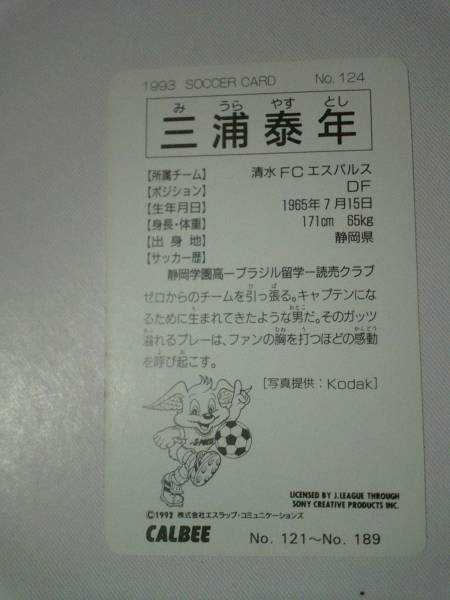 1993 SOCCER CARD No. 124
み うら やす とし
三浦泰年
【所属チーム】 清水FCエスパルス
【ポジション】 DF
【生年月日】 1965年7月15日
【身長・体重】 171cm 65kg
【出身地】 静岡県
【サッカー歴】
静岡学園高ーブラジル留学ー読売クラブ
ゼロからのチームを引っ張る。キャプテンにな
るために生まれてきたような男だ。そのガッツ
溢れるプレーは、ファンの胸を打つほどの感動
を呼び起こす。
[写真提供:Kodak]
LICENSED BY J.LEAGUE THROUGH
SONY CREATIVE PRODUCTS INC.
©1992 株式会社エスラップ・コミュニケーションズ
CALBEE No. 121〜No. 189